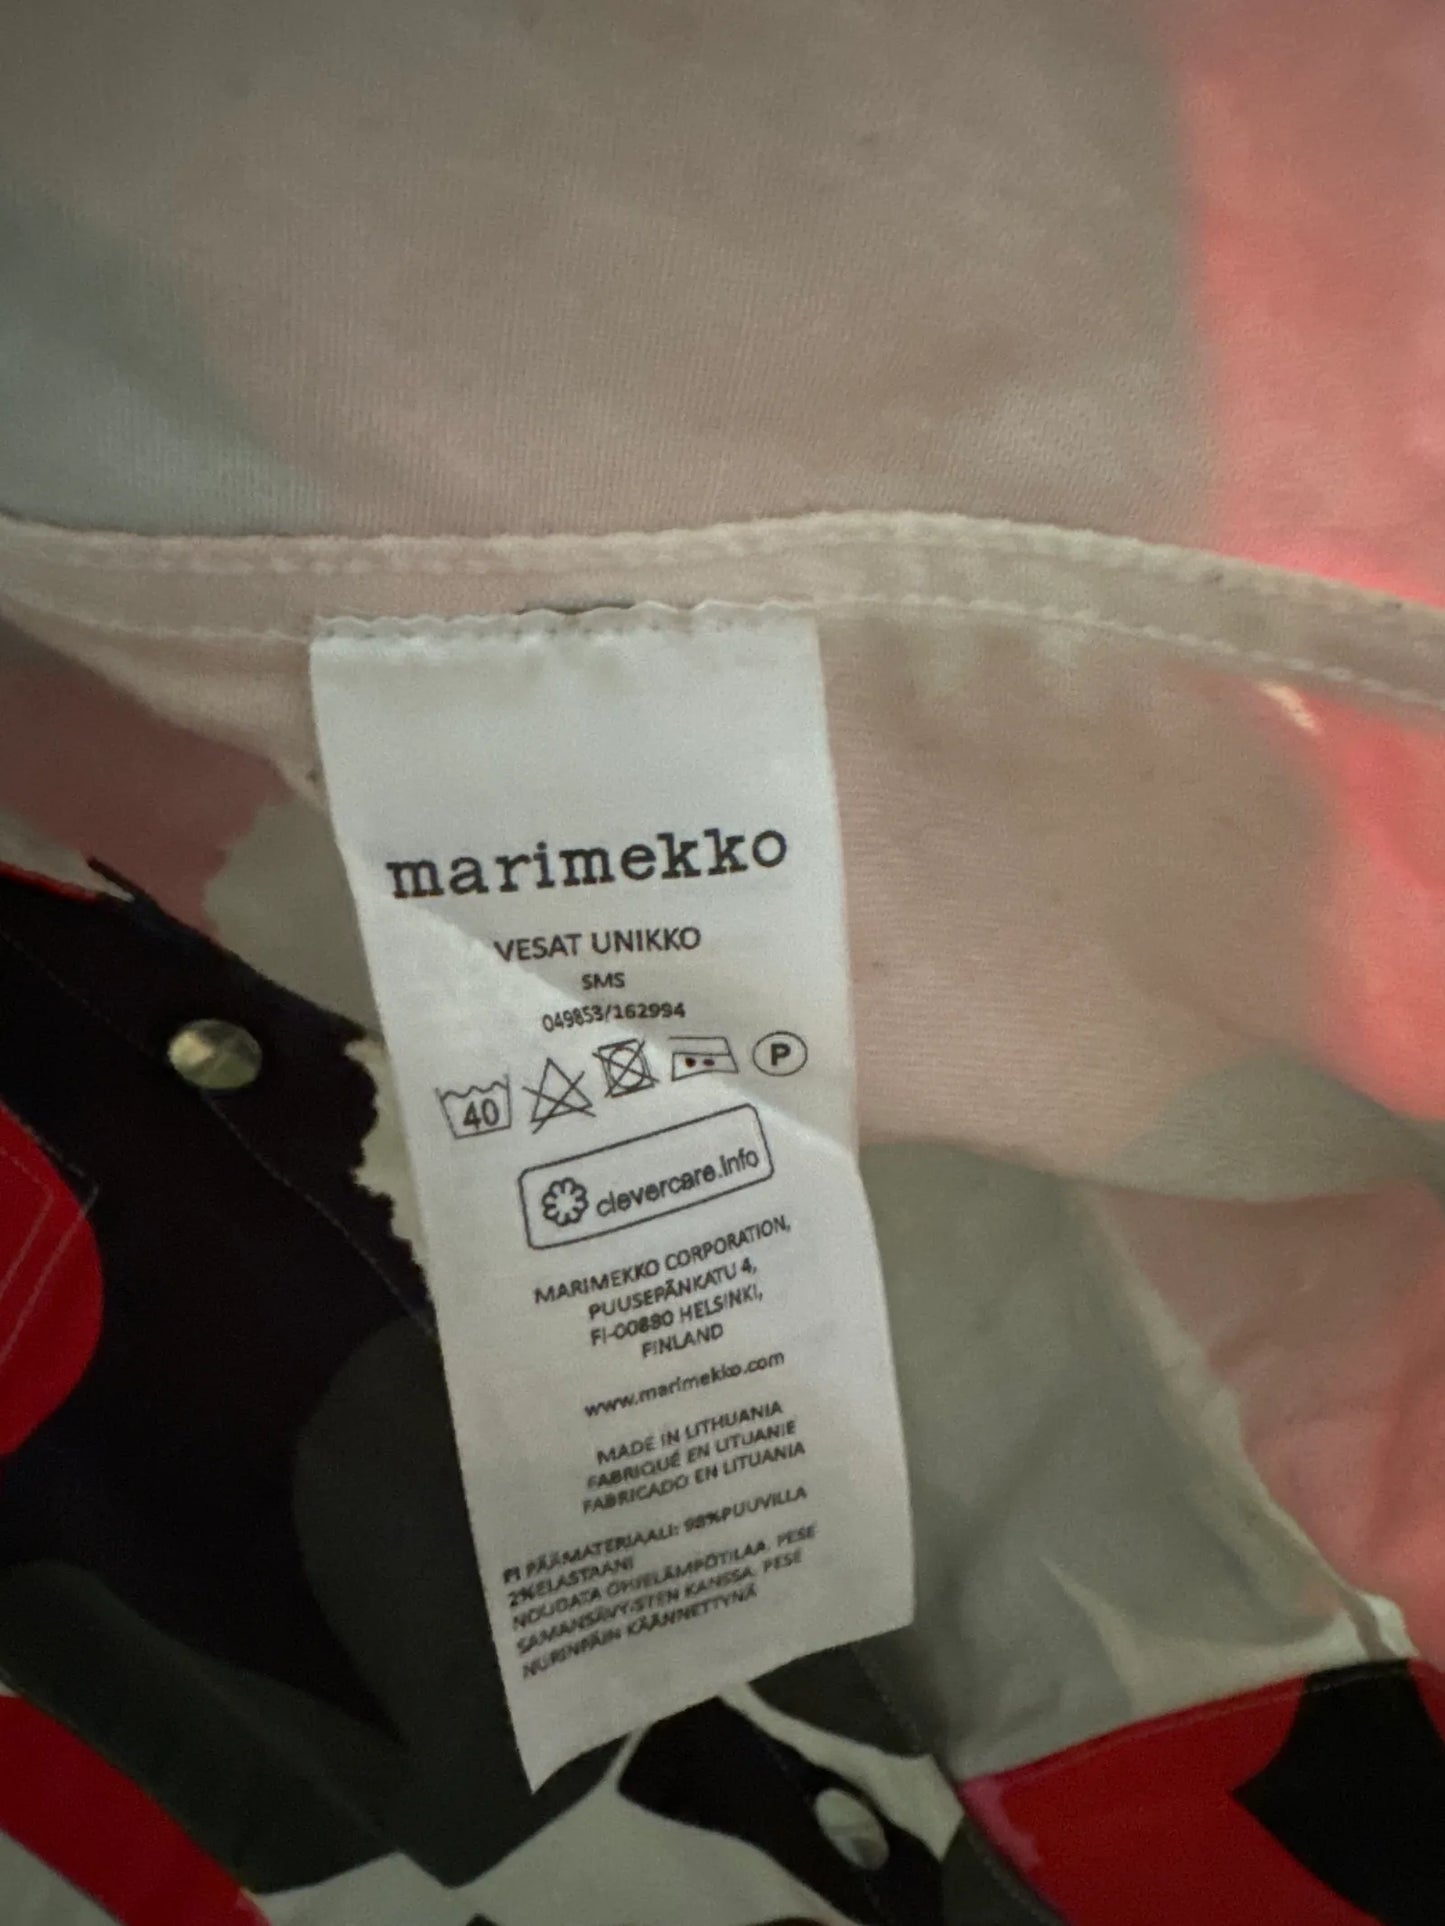 marimekko
VESAT UNIKKO
SMS
049853/162994
40
P
clevercare.info
MARIMEKKO CORPORATION,
PUUSEPÄNKATU 4,
FI-00880 HELSINKI,
FINLAND
www.marimekko.com
MADE IN LITHUANIA
FABRIQUÉ EN LITUANIE
FABRICADO EN LITUANIA
FI PÄÄMATERIAALI: 98%PUUVILLA
2%ELASTAANI
NOUDATA OHJELÄMPÖTILAA. PESE
SAMANSÄVYISTEN KANSSA. PESE
NURINPÄIN KÄÄNNETTYNÄ